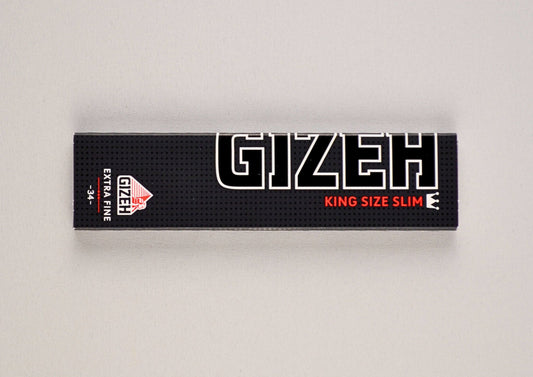 GIZEH
KING SIZE SLIM
GIZEH
EXTRA FINE
-34-